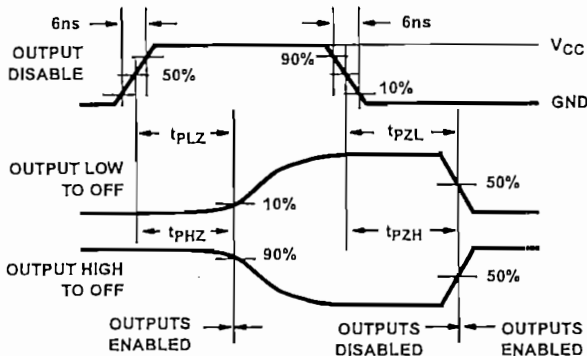 6ns
6ns
OUTPUT
DISABLE
50%
90%
10%
VCC
GND
tPLZ
tPZL
OUTPUT LOW
TO OFF
10%
50%
tPHZ
tPZH
90%
OUTPUT HIGH
TO OFF
50%
OUTPUTS
ENABLED
OUTPUTS
DISABLED
OUTPUTS
ENABLED